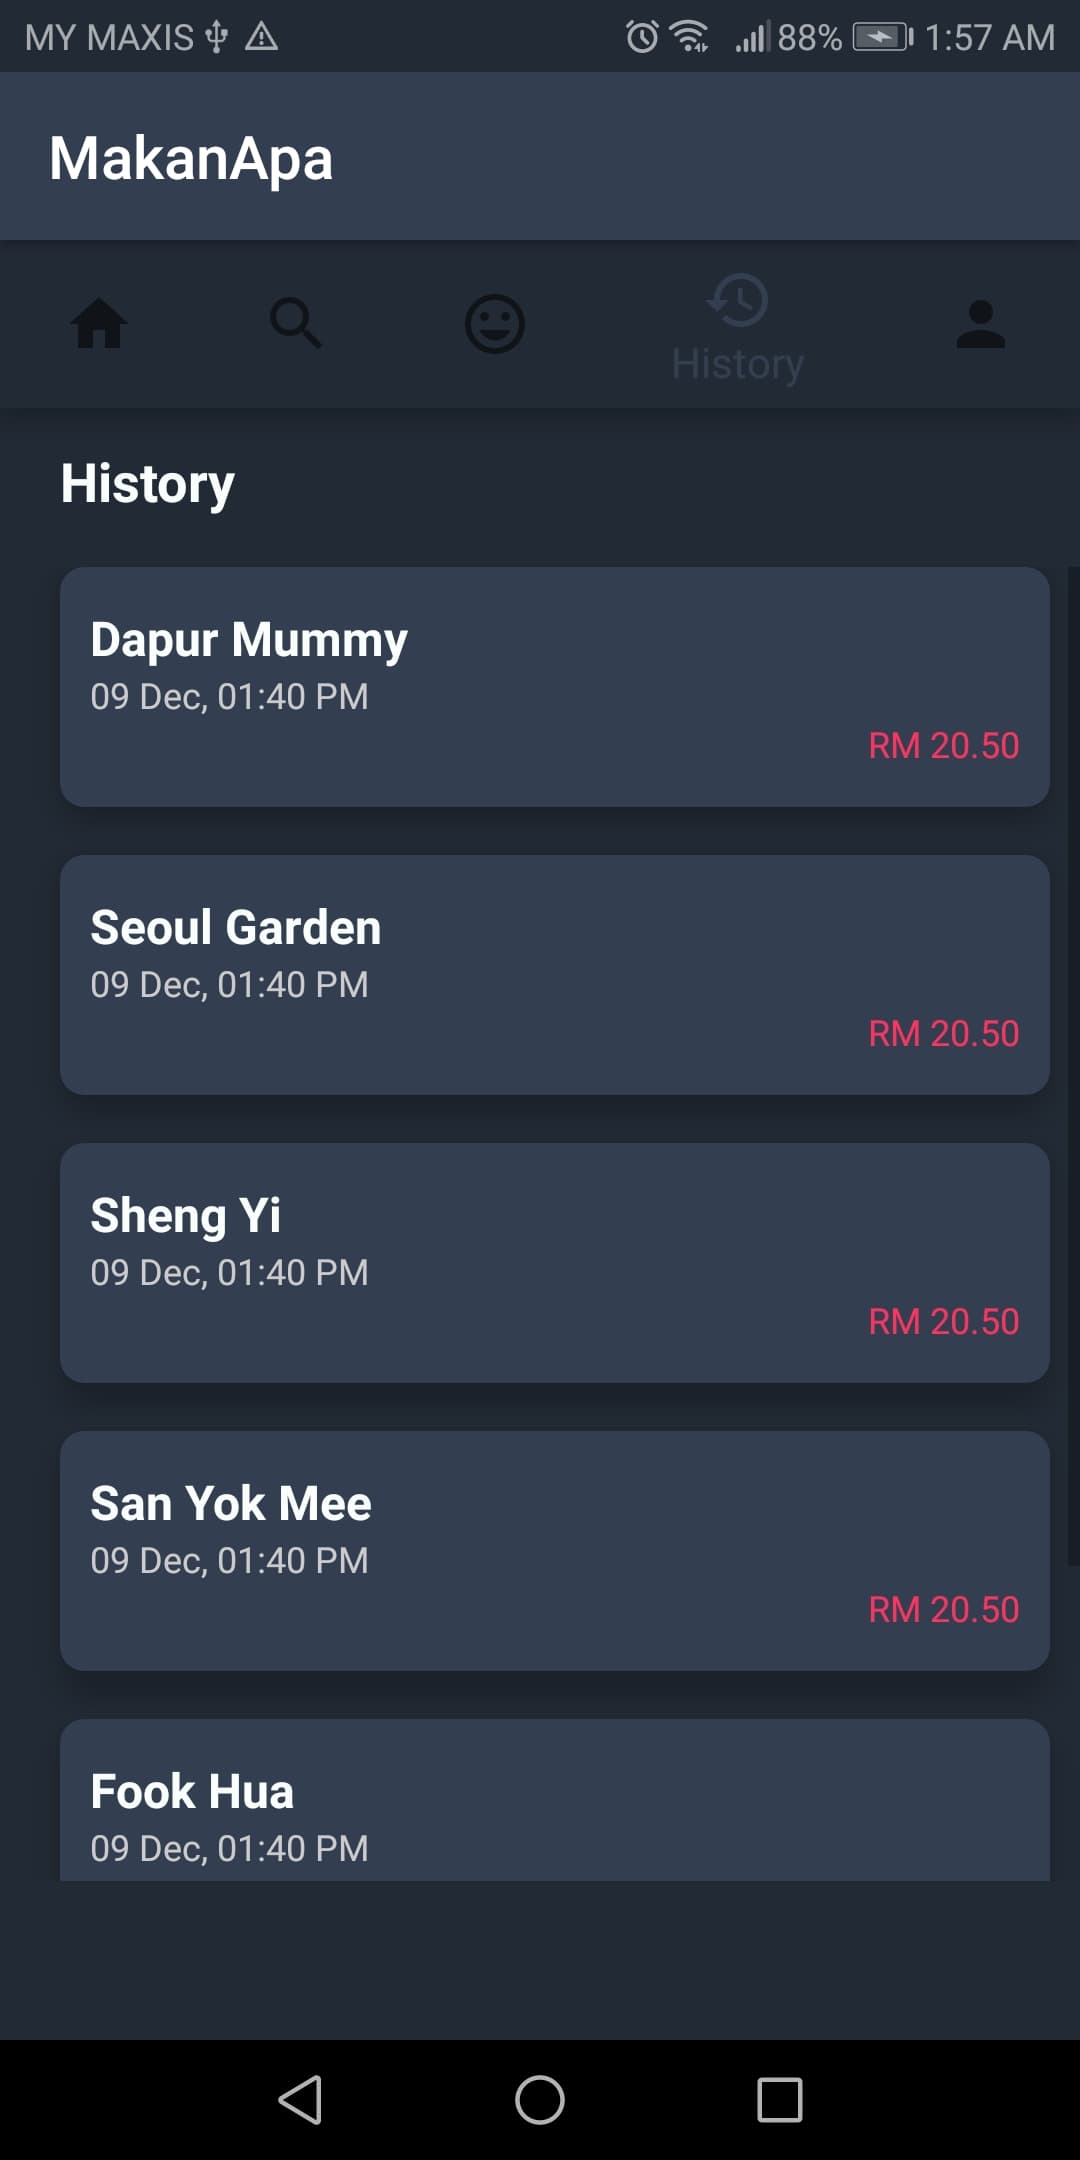 MY MAXIS 88% 1:57 AM
MakanApa
History
History
Dapur Mummy
09 Dec, 01:40 PM
RM 20.50
Seoul Garden
09 Dec, 01:40 PM
RM 20.50
Sheng Yi
09 Dec, 01:40 PM
RM 20.50
San Yok Mee
09 Dec, 01:40 PM
RM 20.50
Fook Hua
09 Dec, 01:40 PM